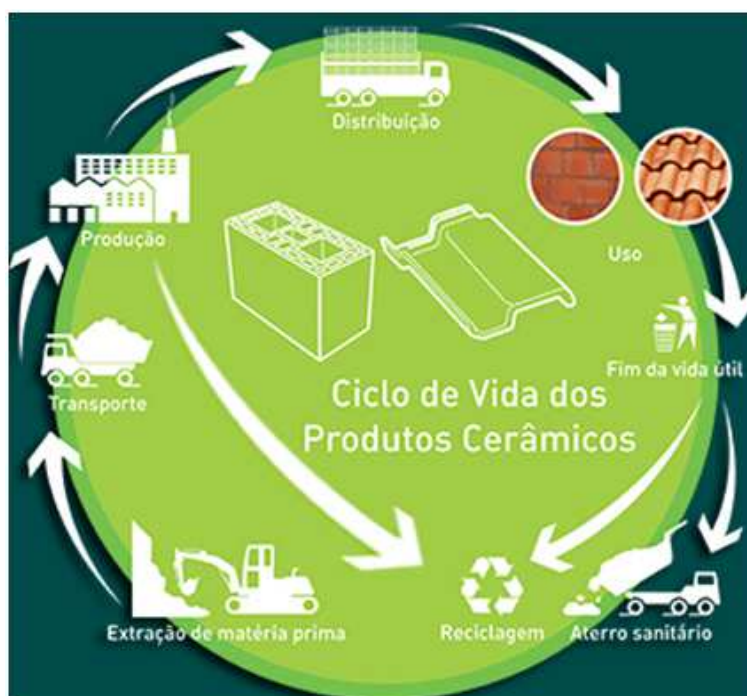 Distribuição
Produção
Uso
Transporte
Fim da vida útil
Ciclo de Vida dos
Produtos Cerâmicos
Extração de matéria prima
Reciclagem
Aterro sanitário